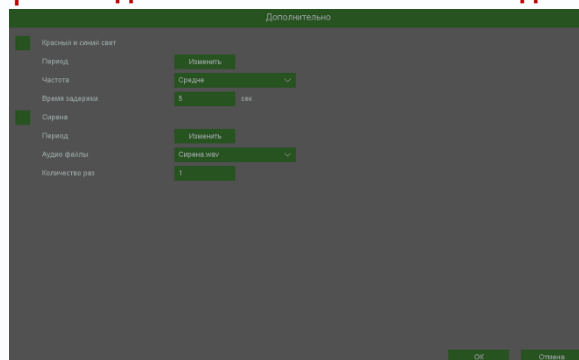 Дополнительно
Красный и синий свет
Период Изменить
Частота Средне
Время задержки 5 сек.
Сирена
Период Изменить
Аудио файлы Сирена.wav
Количество раз 1
OK Отмена